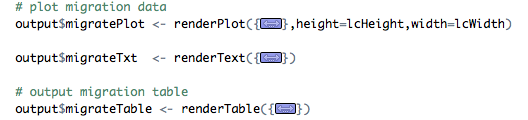 # plot migration data
output$migratePlot <- renderPlot({},height=lcHeight,width=lcWidth)
output$migrateTxt <- renderText({})
# output migration table
output$migrateTable <- renderTable({})